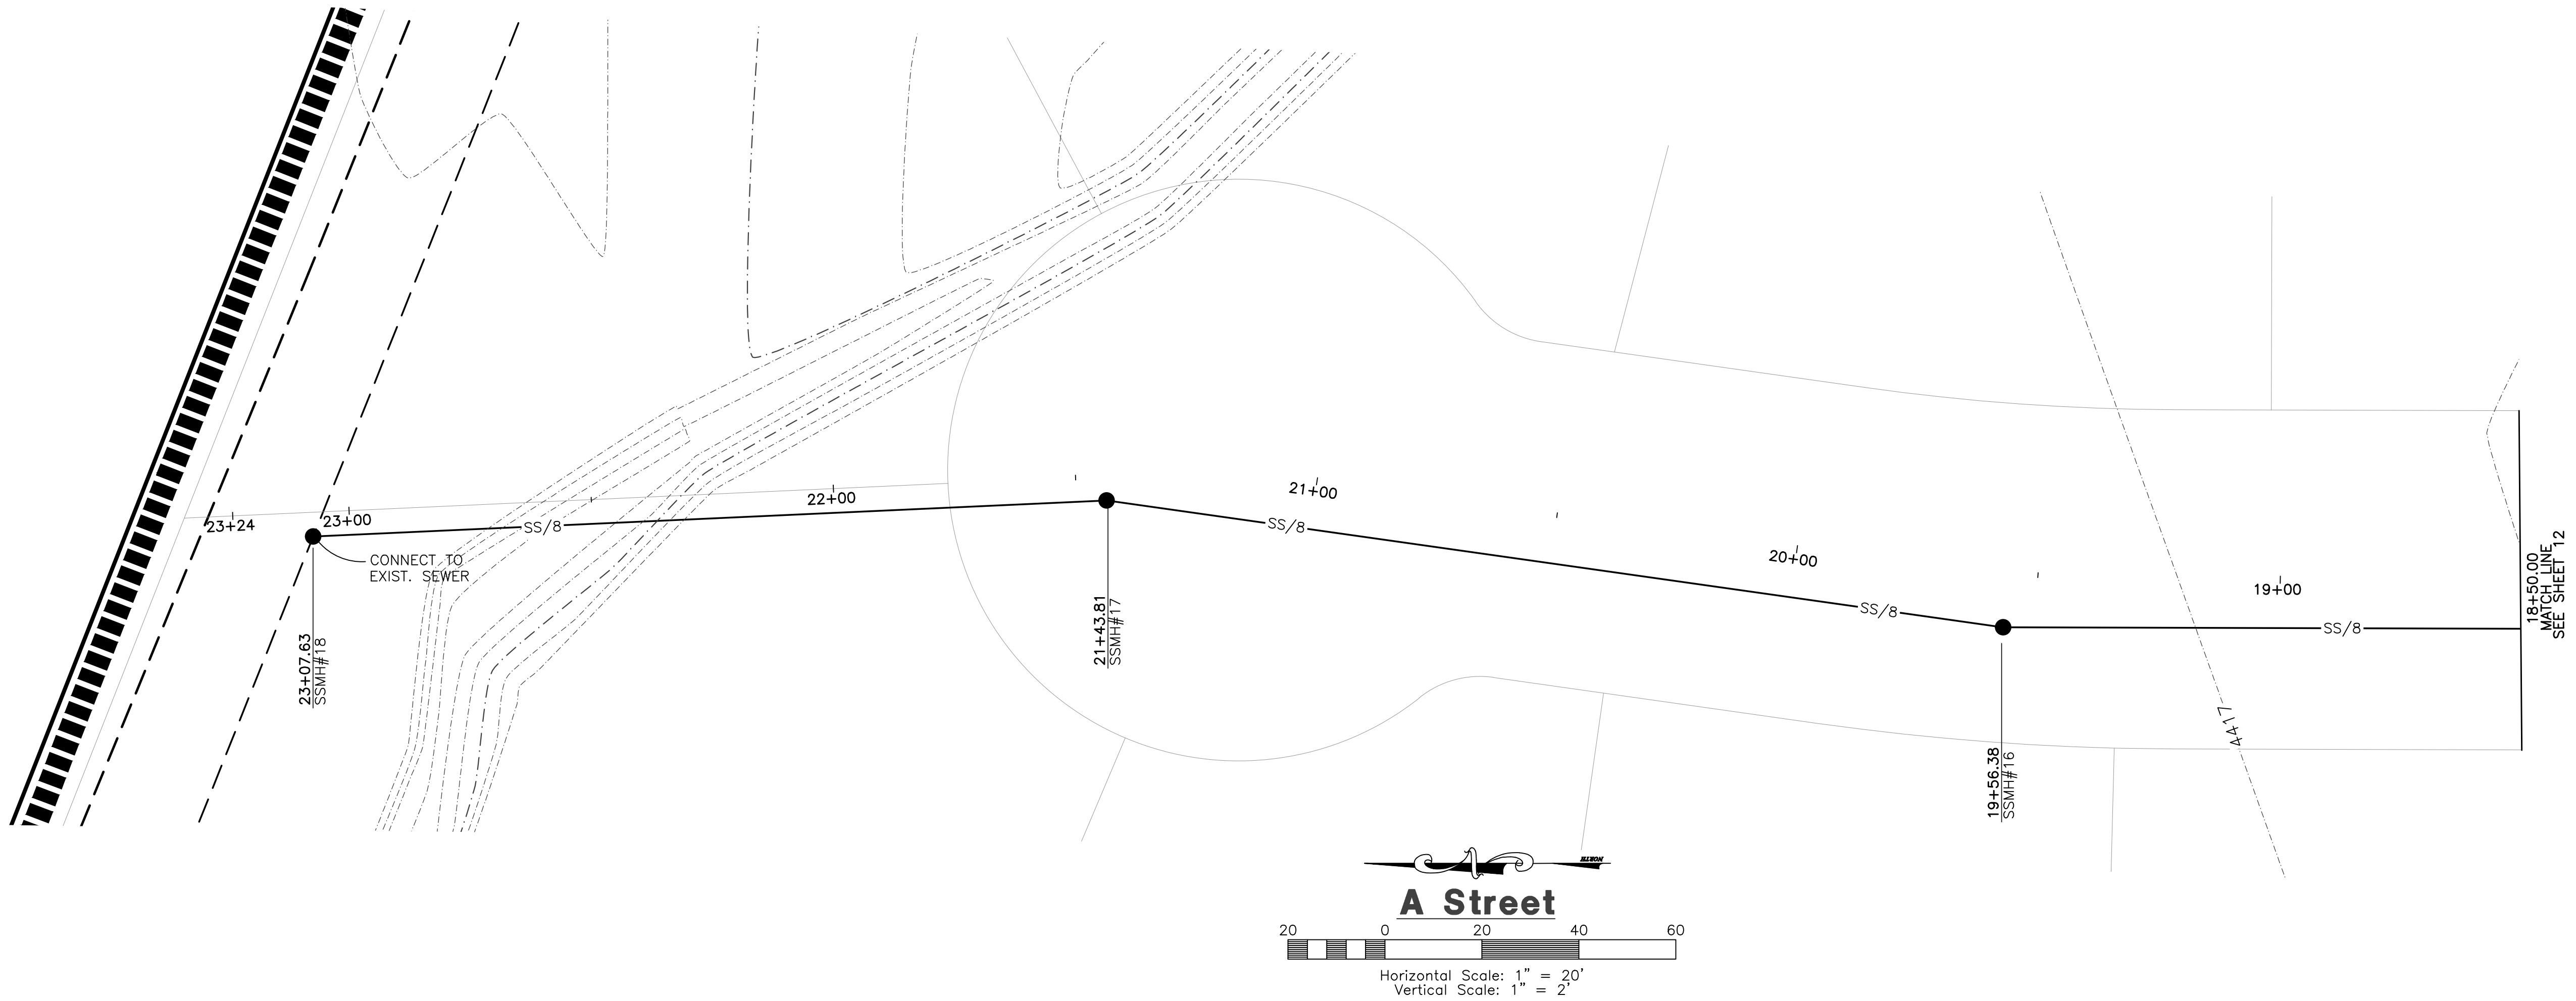 21+00
22+00
23+00
23+24
SS/8
SS/8
20+00
CONNECT TO
EXIST. SEWER
19+00
SS/8
SS/8
18+50.00
MATCH LINE
SEE SHEET 12
21+43.81
SSMH#17
23+07.63
SSMH#18
4417
19+56.38
SSMH#16
N
NORTH
A Street
20 0 20 40 60
Horizontal Scale: 1" = 20'
Vertical Scale: 1" = 2'